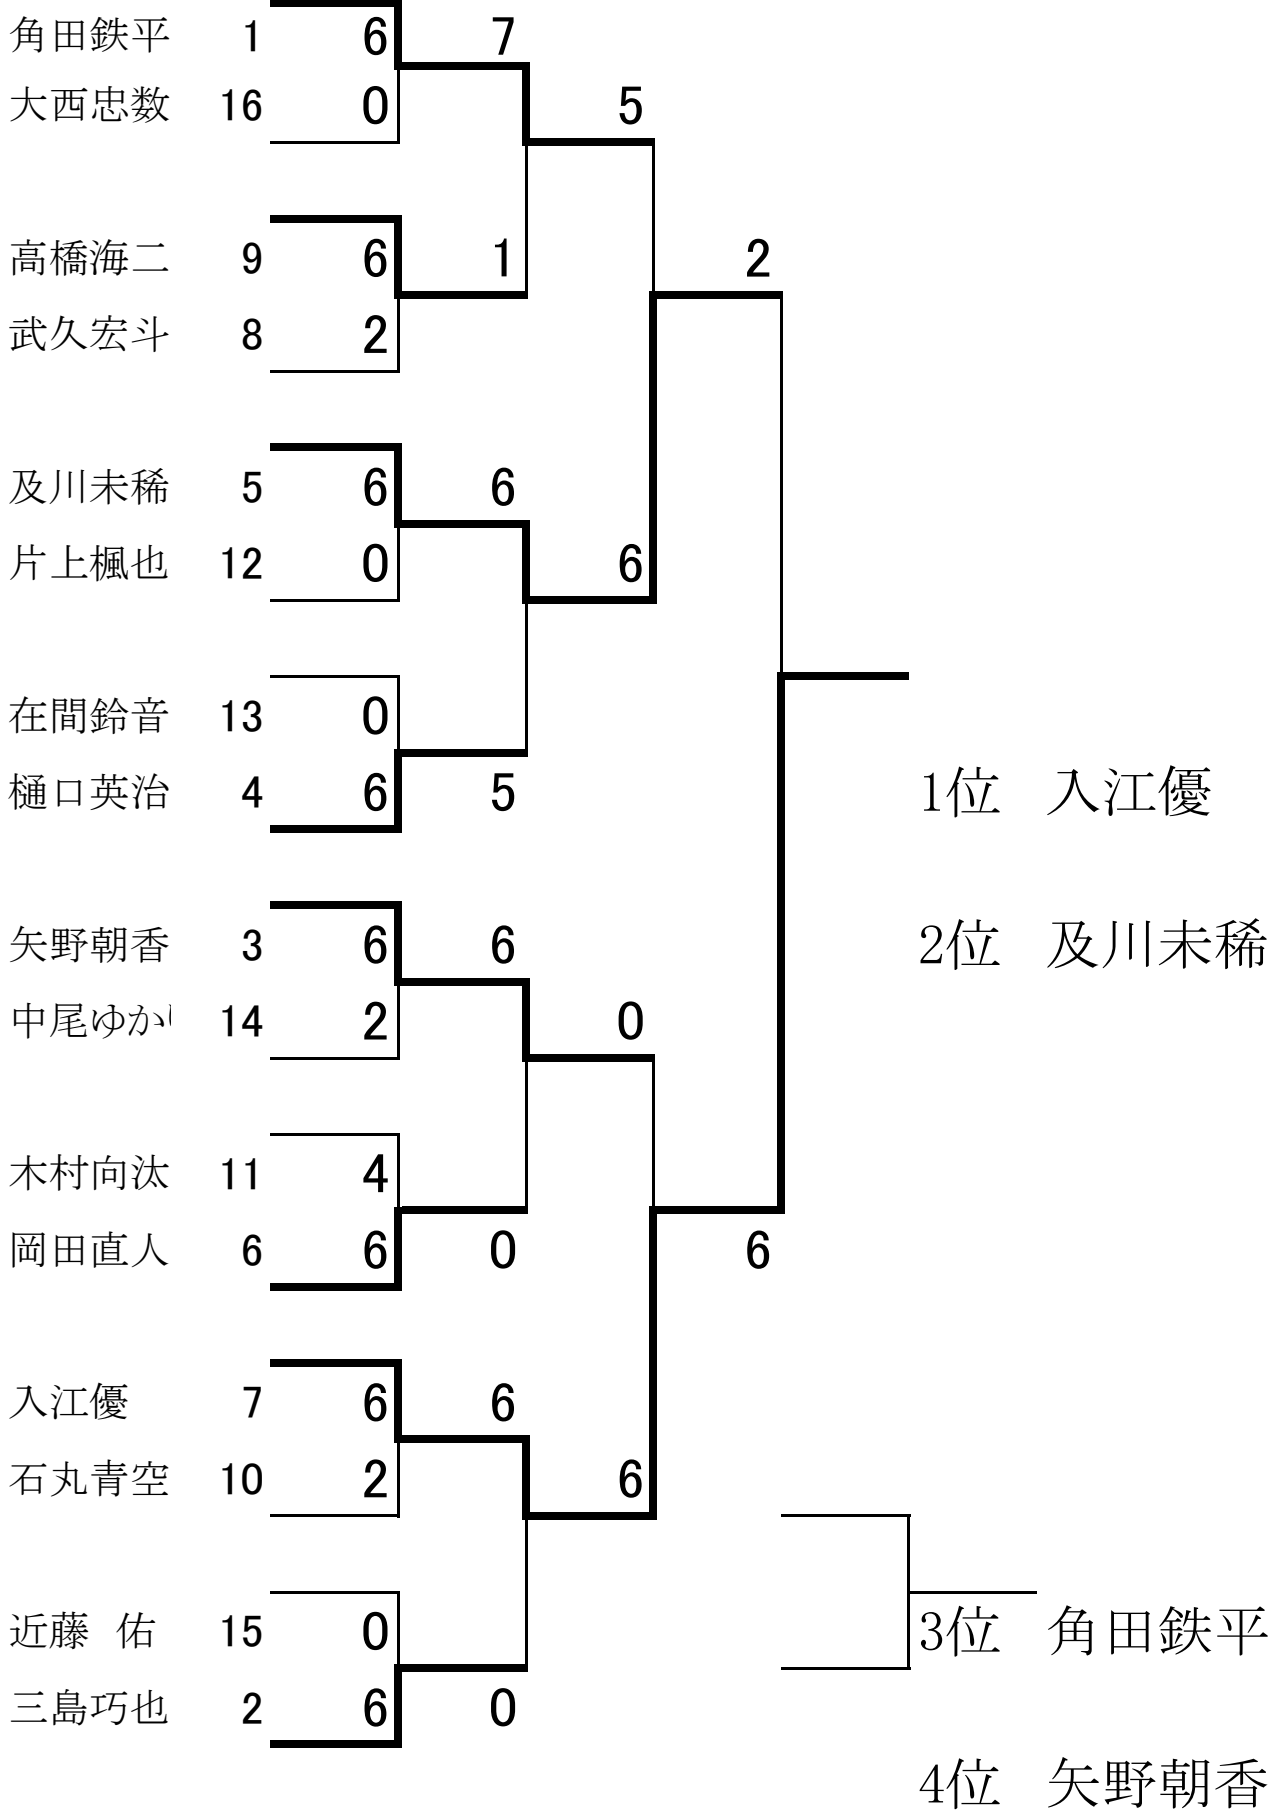 角田鉄平 1 6 7
大西忠数 16 0 5
高橋海二 9 6 1 2
武久宏斗 8 2
及川未稀 5 6 6
片上楓也 12 0 6
在間鈴音 13 0
樋口英治 4 6 5
1位 入江優
矢野朝香 3 6 6
2位 及川未稀
中尾ゆかり 14 2 0
木村向汰 11 4
岡田直人 6 6 0 6
入江優 7 6 6
石丸青空 10 2 6
近藤 佑 15 0
3位 角田鉄平
三島巧也 2 6 0
4位 矢野朝香